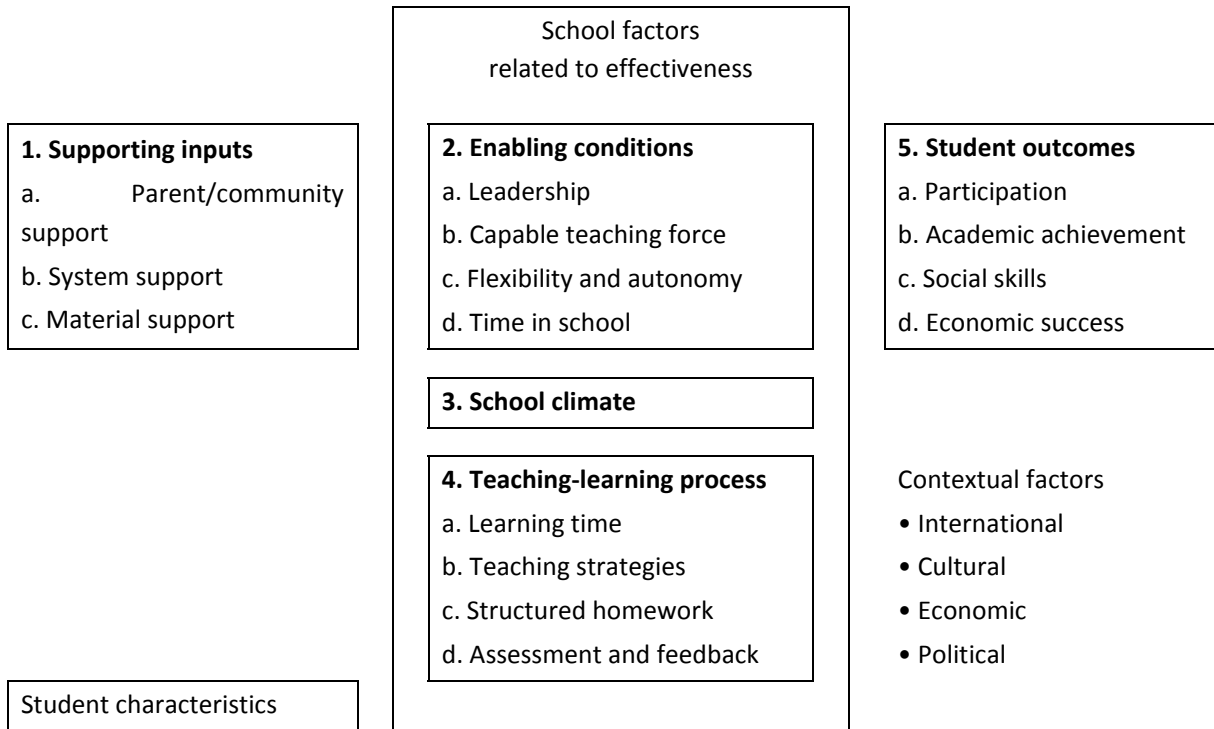 School factors
related to effectiveness
1. Supporting inputs
a. Parent/community
support
b. System support
c. Material support
2. Enabling conditions
a. Leadership
b. Capable teaching force
c. Flexibility and autonomy
d. Time in school
5. Student outcomes
a. Participation
b. Academic achievement
c. Social skills
d. Economic success
3. School climate
4. Teaching-learning process
a. Learning time
b. Teaching strategies
c. Structured homework
d. Assessment and feedback
Contextual factors
• International
• Cultural
• Economic
• Political
Student characteristics